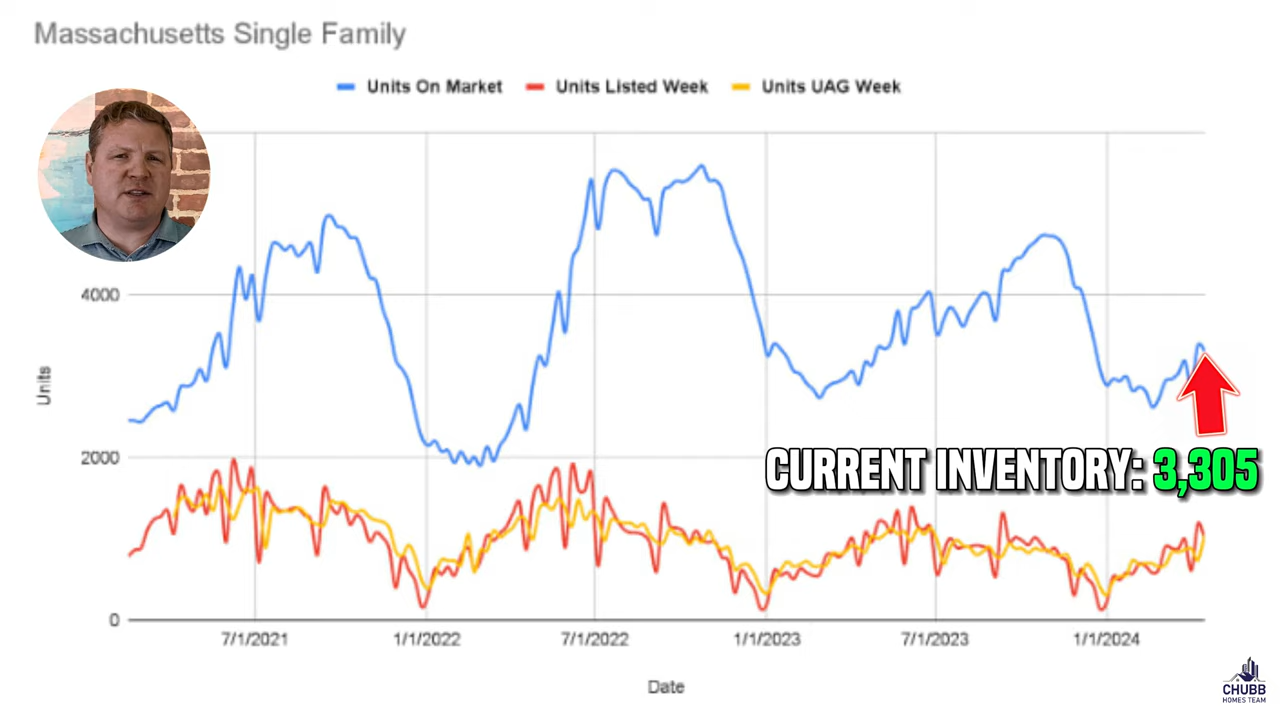 Massachusetts Single Family
Units On Market Units Listed Week Units UAG Week
4000
Units
2000
CURRENT INVENTORY: 3,305
0
7/1/2021 1/1/2022 7/1/2022 1/1/2023 7/1/2023 1/1/2024
Date
CHUBB
HOMES TEAM